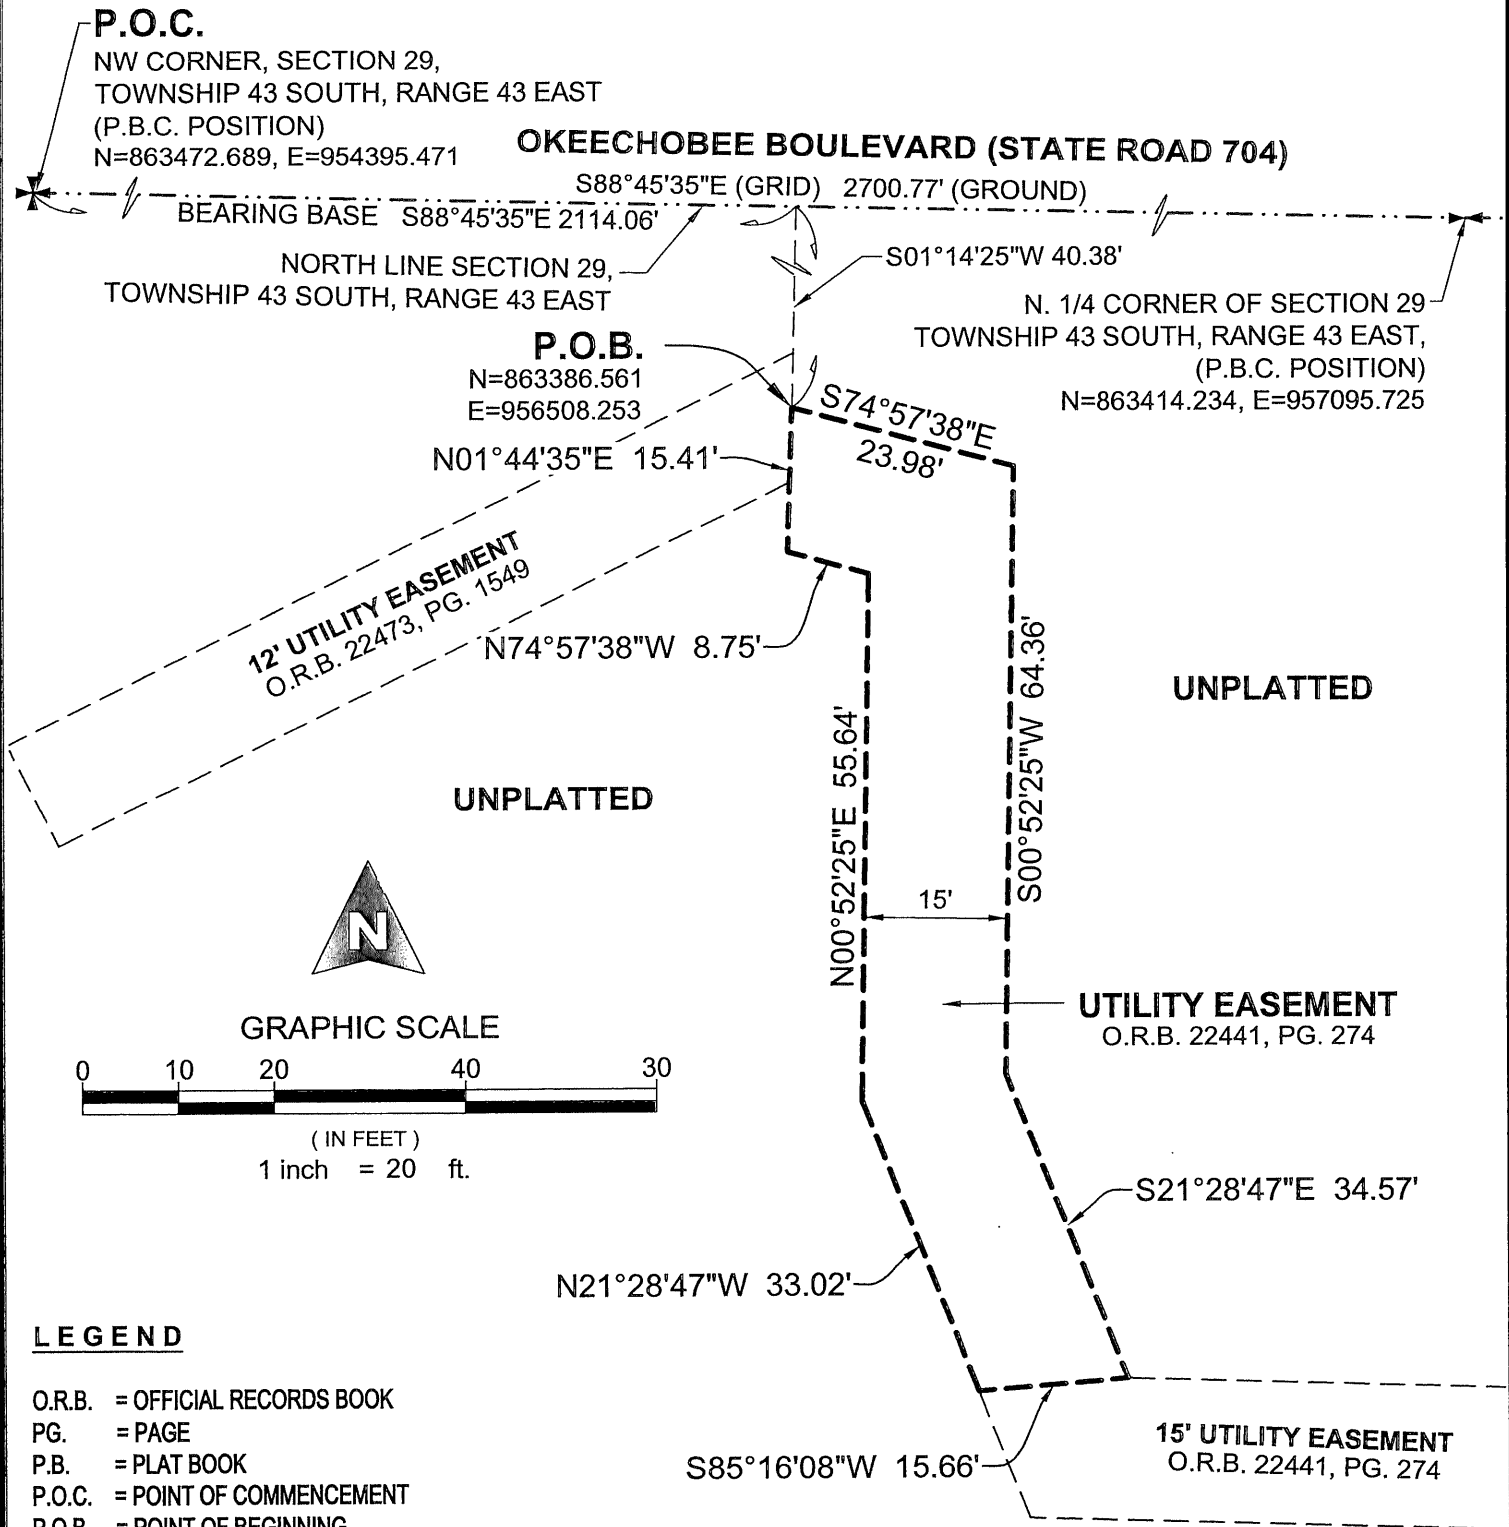 P.O.C.
NW CORNER, SECTION 29,
TOWNSHIP 43 SOUTH, RANGE 43 EAST
(P.B.C. POSITION)
N=863472.689, E=954395.471
OKEECHOBEE BOULEVARD (STATE ROAD 704)
S88°45'35"E (GRID) 2700.77' (GROUND)
BEARING BASE S88°45'35"E 2114.06'
NORTH LINE SECTION 29,
TOWNSHIP 43 SOUTH, RANGE 43 EAST
S01°14'25"W 40.38'
N. 1/4 CORNER OF SECTION 29
TOWNSHIP 43 SOUTH, RANGE 43 EAST,
(P.B.C. POSITION)
N=863414.234, E=957095.725
P.O.B.
N=863386.561
E=956508.253
S74°57'38"E
23.98'
N01°44'35"E 15.41'
12' UTILITY EASEMENT
O.R.B. 22473, PG. 1549
N74°57'38"W 8.75'
N00°52'25"E 55.64'
S00°52'25"W 64.36'
UNPLATTED
UNPLATTED
15'
N
UTILITY EASEMENT
O.R.B. 22441, PG. 274
GRAPHIC SCALE
0 10 20 40 30
( IN FEET )
1 inch = 20 ft.
S21°28'47"E 34.57'
N21°28'47"W 33.02'
S85°16'08"W 15.66'
15' UTILITY EASEMENT
O.R.B. 22441, PG. 274
LEGEND
O.R.B. = OFFICIAL RECORDS BOOK
PG. = PAGE
P.B. = PLAT BOOK
P.O.C. = POINT OF COMMENCEMENT
P.O.B. = POINT OF BEGINNING